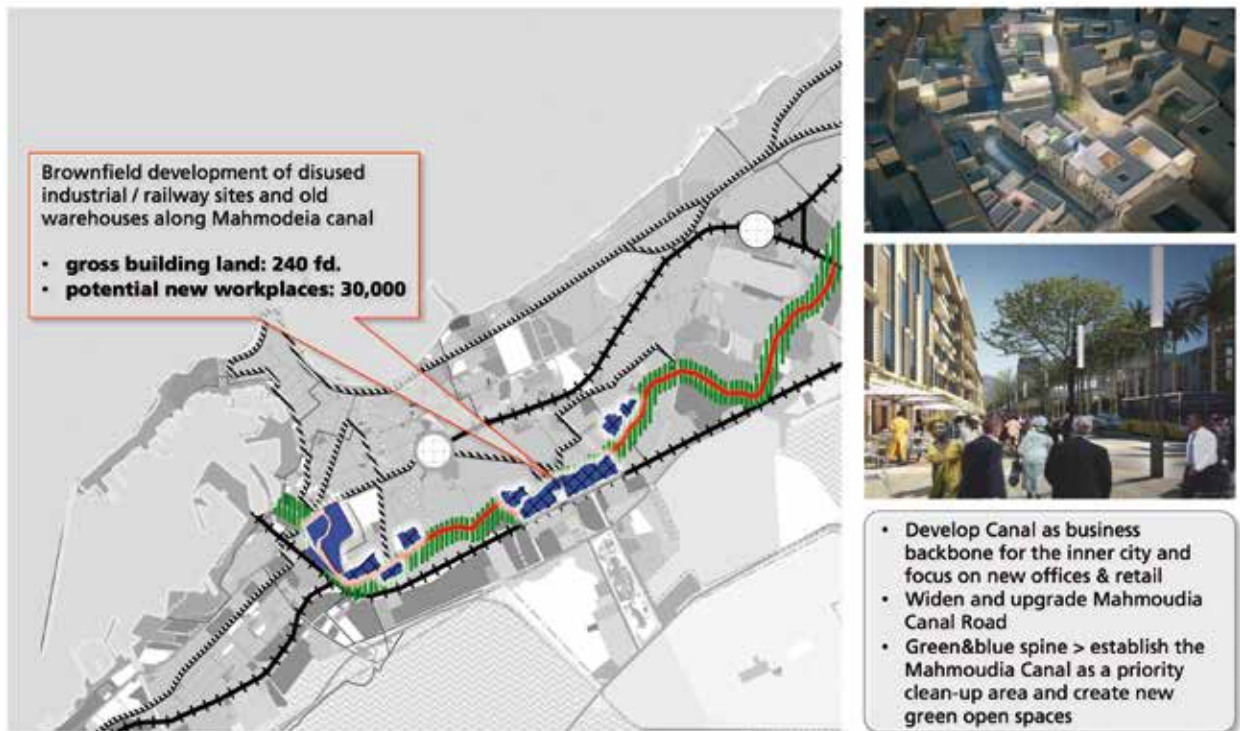 Brownfield development of disused
industrial / railway sites and old
warehouses along Mahmodeia canal
• gross building land: 240 fd.
• potential new workplaces: 30,000
• Develop Canal as business
backbone for the inner city and
focus on new offices & retail
• Widen and upgrade Mahmoudia
Canal Road
• Green&blue spine > establish the
Mahmoudia Canal as a priority
clean-up area and create new
green open spaces